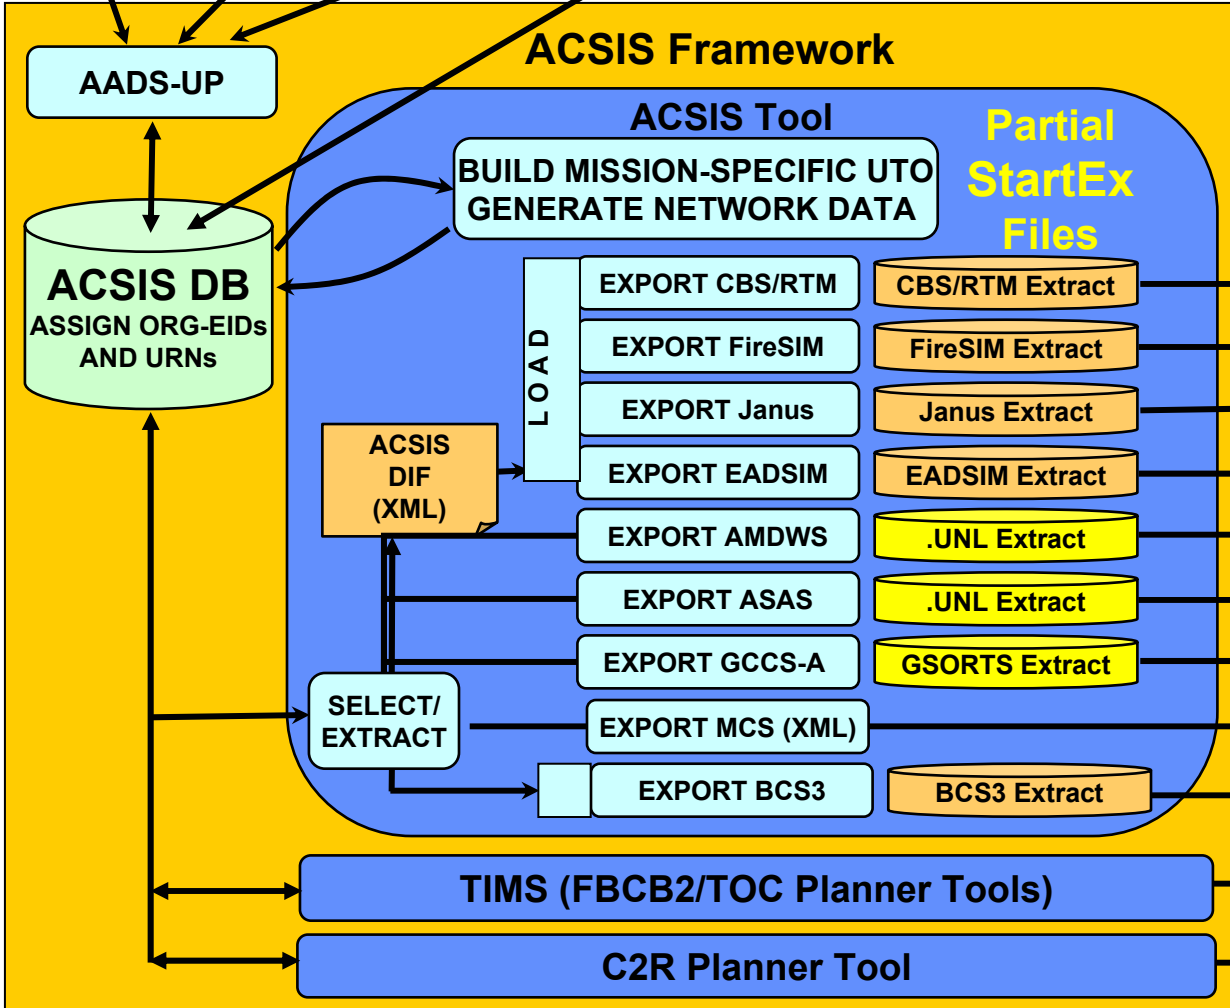 ACSIS Framework
AADS-UP
ACSIS Tool
Partial
StartEx
Files
BUILD MISSION-SPECIFIC UTO
GENERATE NETWORK DATA
ACSIS DB
ASSIGN ORG-EIDs
AND URNs
LOAD
EXPORT CBS/RTM
CBS/RTM Extract
EXPORT FireSIM
FireSIM Extract
EXPORT Janus
Janus Extract
ACSIS
DIF
(XML)
EXPORT EADSIM
EADSIM Extract
EXPORT AMDWS
.UNL Extract
EXPORT ASAS
.UNL Extract
EXPORT GCCS-A
GSORTS Extract
SELECT/
EXTRACT
EXPORT MCS (XML)
EXPORT BCS3
BCS3 Extract
TIMS (FBCB2/TOC Planner Tools)
C2R Planner Tool